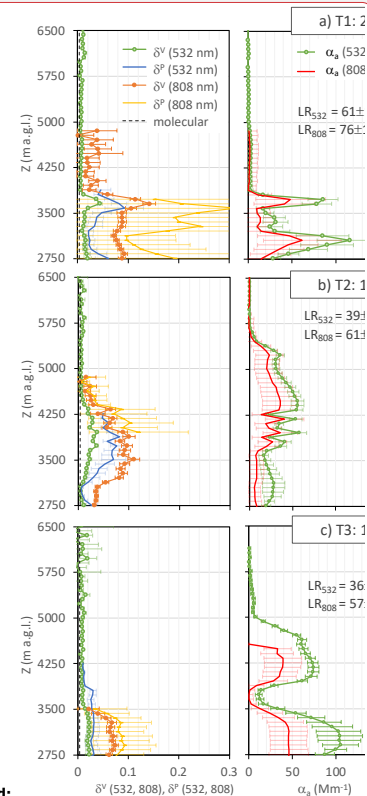 6500
5750
5000
4250
3500
2750
Z (m a.g.l.)
δᵛ (532 nm)
δᵖ (532 nm)
δᵛ (808 nm)
δᵖ (808 nm)
molecular
a) T1: 2
αₐ (532
αₐ (808
LR₅₃₂ = 61±
LR₈₀₈ = 76±1
6500
5750
5000
4250
3500
2750
Z (m a.g.l.)
b) T2: 1
LR₅₃₂ = 39±
LR₈₀₈ = 61±
6500
5750
5000
4250
3500
2750
Z (m a.g.l.)
c) T3: 1
LR₅₃₂ = 36±
LR₈₀₈ = 57±
0 0.1 0.2 0.3 0 50 100
δᵛ (532, 808), δᵖ (532, 808) αₐ (Mm⁻¹)